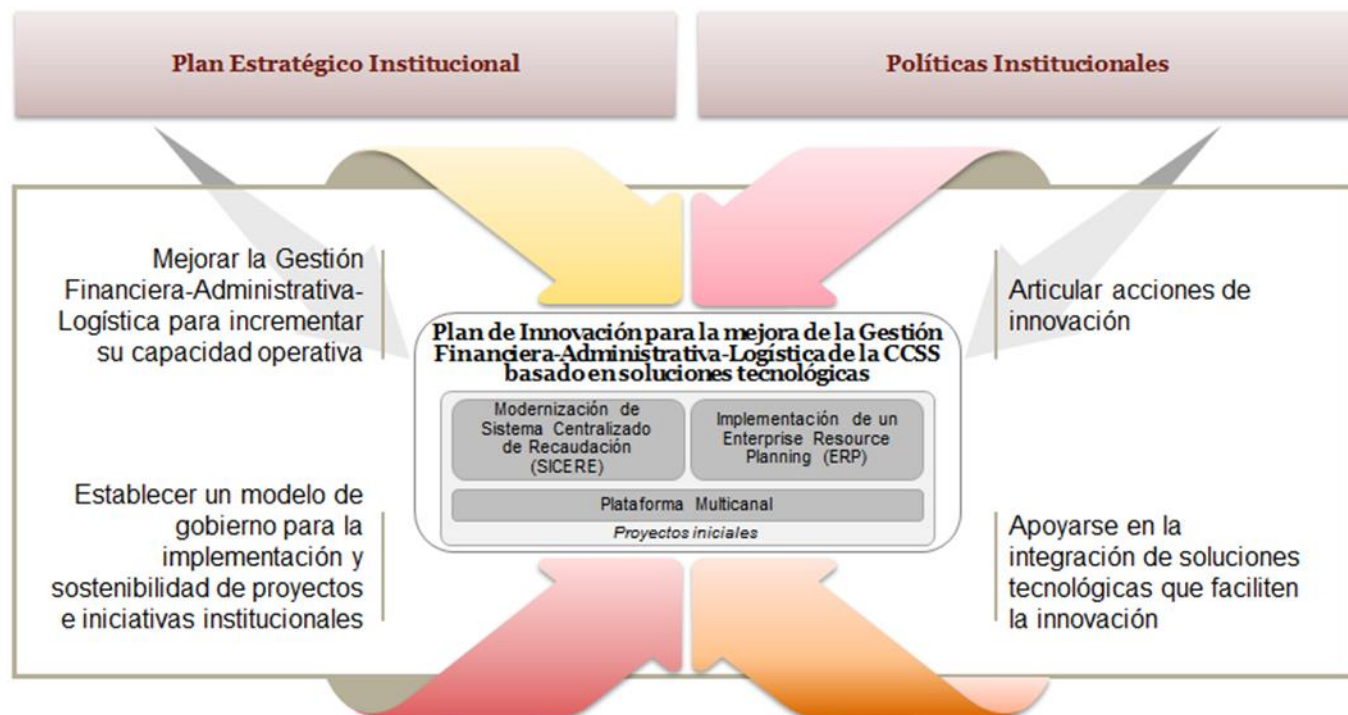 Plan Estratégico Institucional
Políticas Institucionales
Mejorar la Gestión
Financiera-Administrativa-
Logística para incrementar
su capacidad operativa
Articular acciones de
innovación
Plan de Innovación para la mejora de la Gestión
Financiera-Administrativa-Logística de la CCSS
basado en soluciones tecnológicas
Modernización de
Sistema Centralizado
de Recaudación
(SICERE)
Implementación de un
Enterprise Resource
Planning (ERP)
Plataforma Multicanal
Proyectos iniciales
Establecer un modelo de
gobierno para la
implementación y
sostenibilidad de proyectos
e iniciativas institucionales
Apoyarse en la
integración de soluciones
tecnológicas que faciliten
la innovación